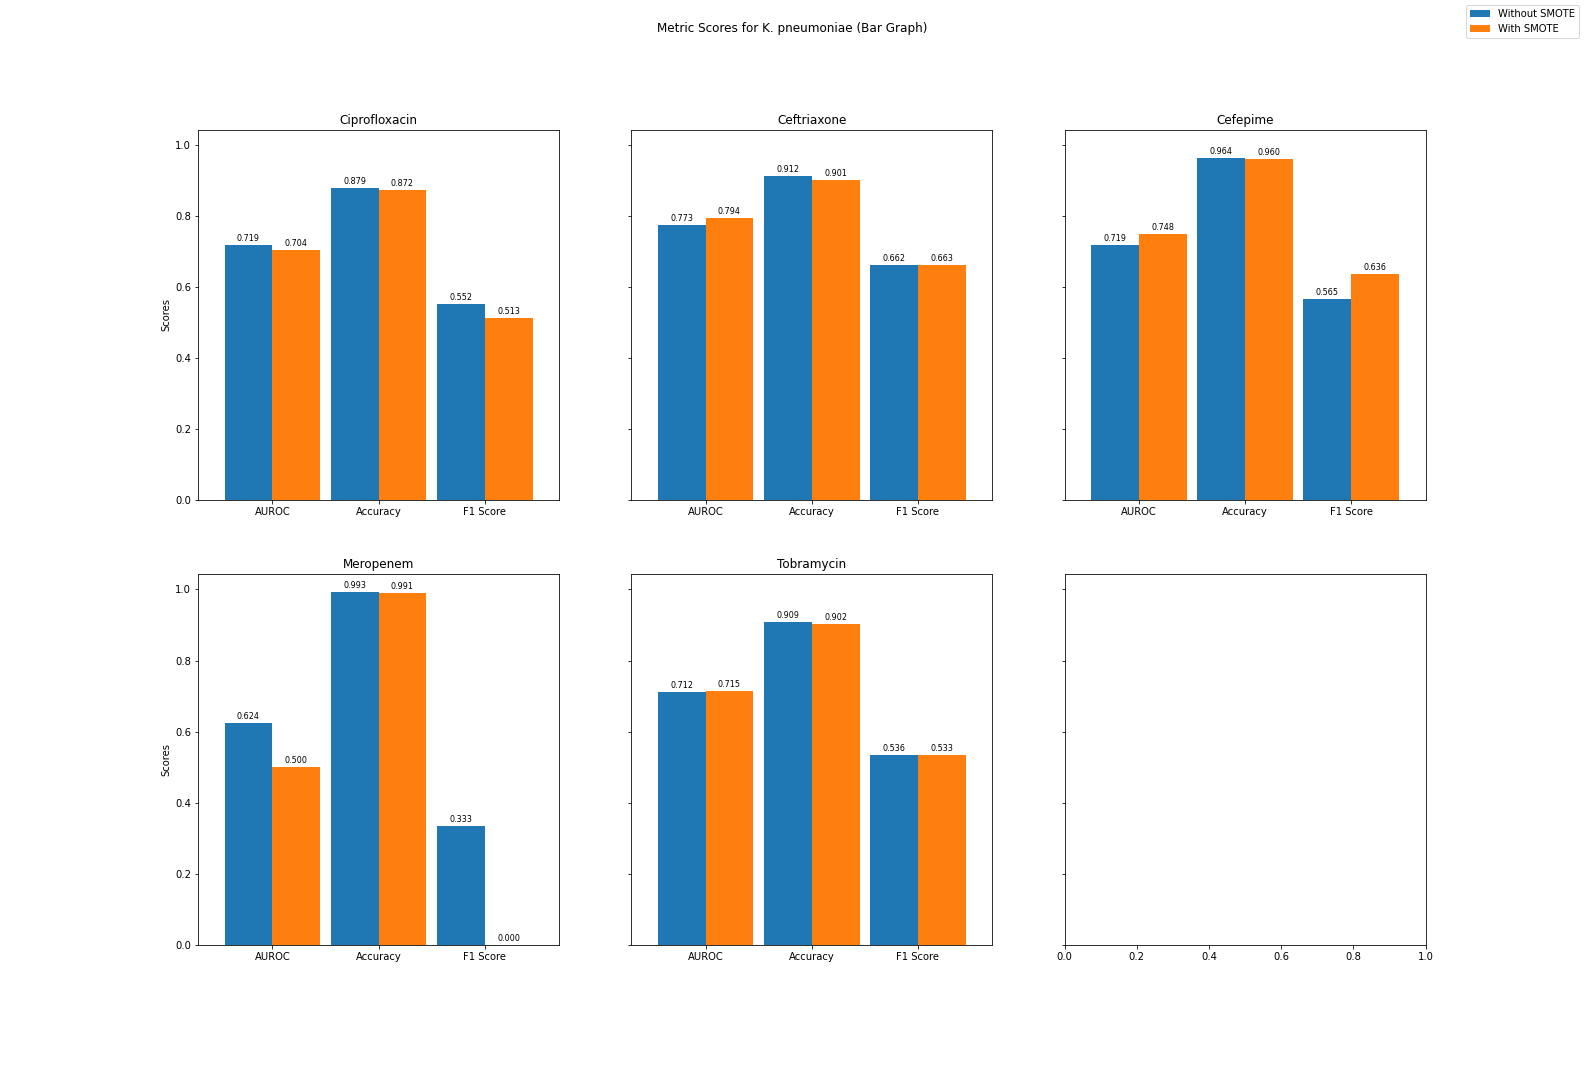 Metric Scores for K. pneumoniae (Bar Graph)
Without SMOTE
With SMOTE
Ciprofloxacin
Scores
1.0
0.8
0.6
0.4
0.2
0.0
0.719
0.704
0.879
0.872
0.552
0.513
AUROC Accuracy F1 Score
Ceftriaxone
0.773
0.794
0.912
0.901
0.662
0.663
AUROC Accuracy F1 Score
Cefepime
0.719
0.748
0.964
0.960
0.565
0.636
AUROC Accuracy F1 Score
Meropenem
Scores
1.0
0.8
0.6
0.4
0.2
0.0
0.624
0.500
0.993
0.991
0.333
0.000
AUROC Accuracy F1 Score
Tobramycin
0.712
0.715
0.909
0.902
0.536
0.533
AUROC Accuracy F1 Score
0.0 0.2 0.4 0.6 0.8 1.0